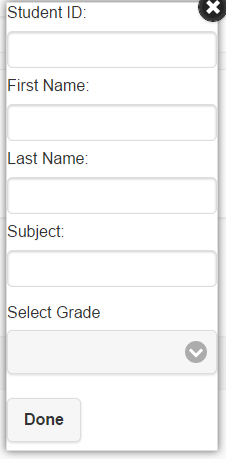 Student ID:
First Name:
Last Name:
Subject:
Select Grade
Done